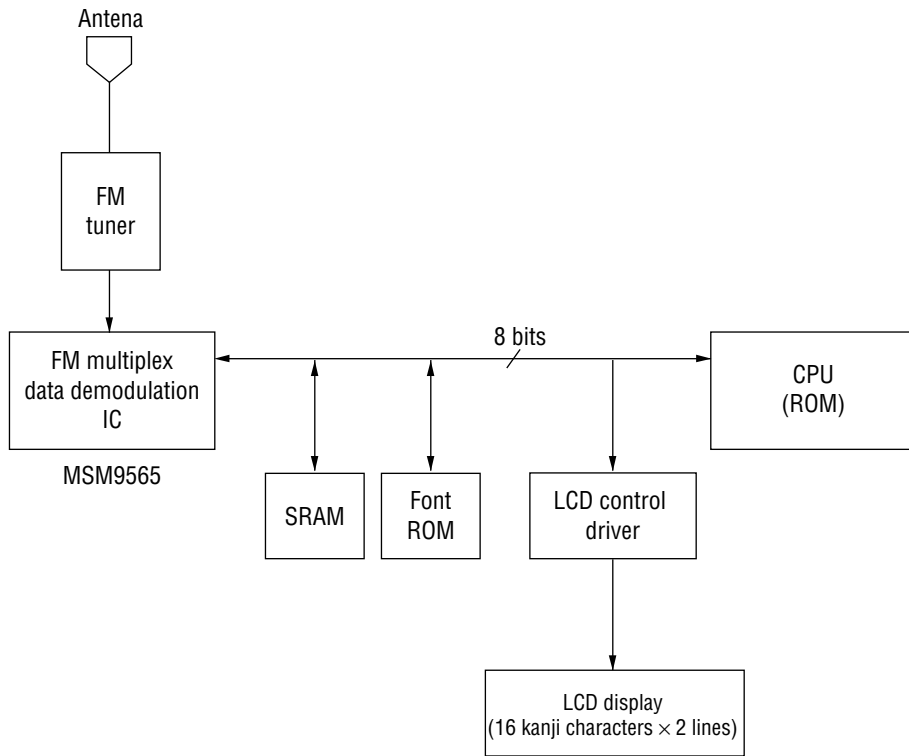 Antena
FM
tuner
FM multiplex
data demodulation
IC
MSM9565
8 bits
CPU
(ROM)
SRAM
Font
ROM
LCD control
driver
LCD display
(16 kanji characters × 2 lines)